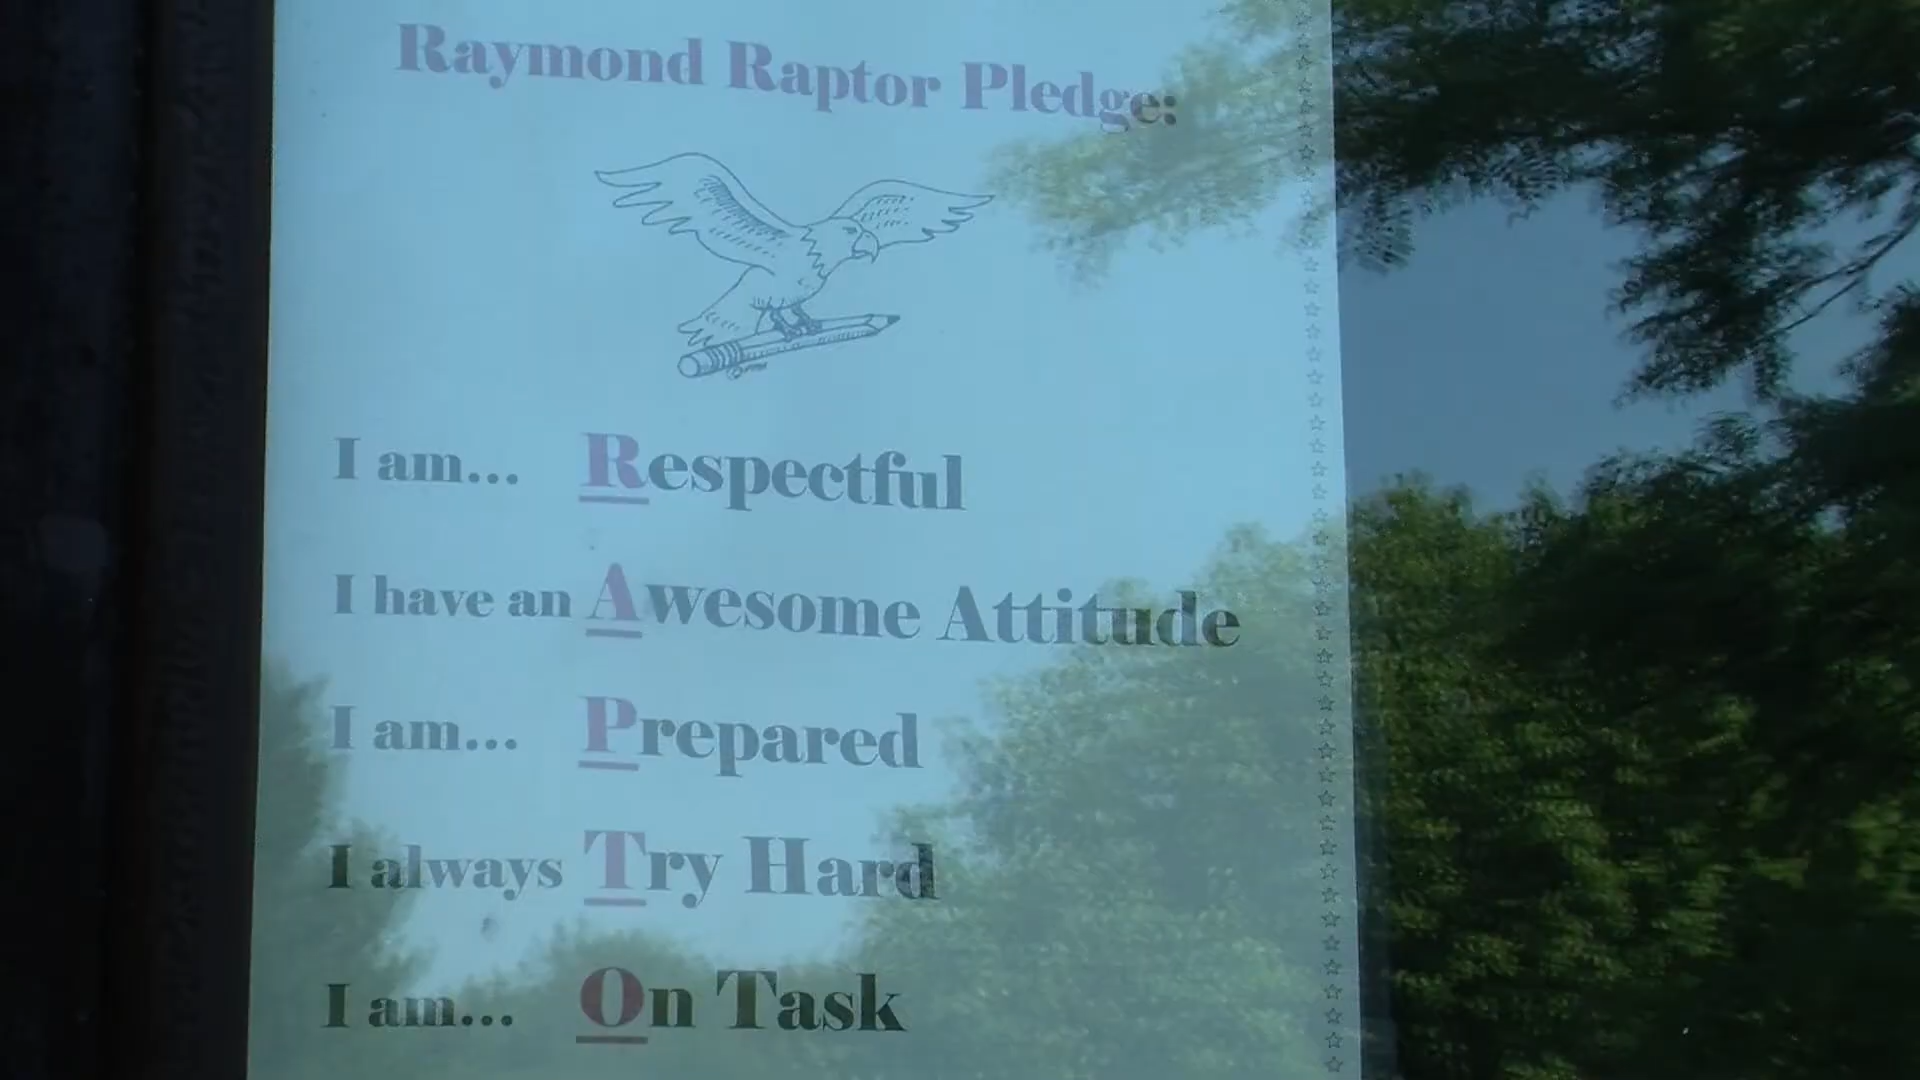 Raymond Raptor Pledge:
I am... Respectful
I have an Awesome Attitude
I am... Prepared
I always Try Hard
I am... On Task